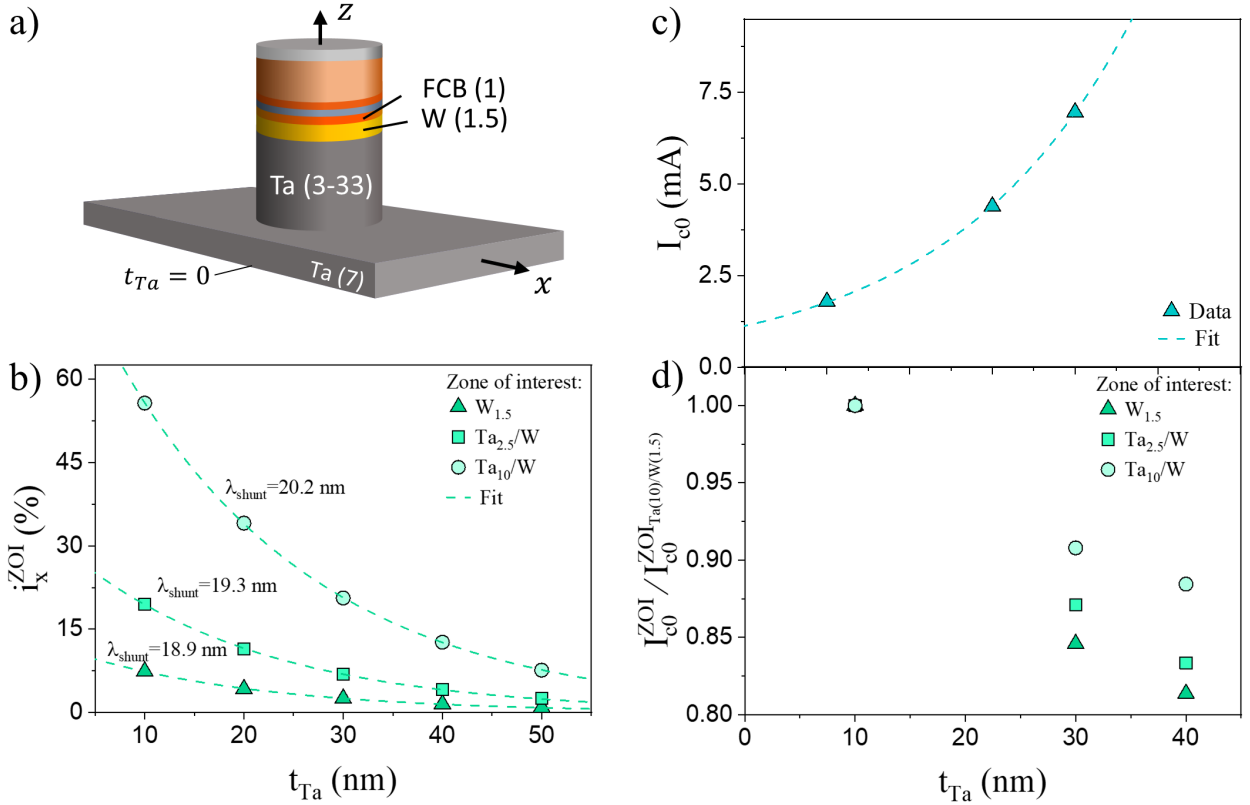 a)
z
FCB (1)
W (1.5)
Ta (3-33)
Ta (7)
t_Ta = 0
x
b)
i_x^ZOI (%)
60
45
30
15
0
10 20 30 40 50
t_Ta (nm)
Zone of interest:
W_1.5
Ta_2.5/W
Ta_10/W
Fit
λ_shunt=20.2 nm
λ_shunt=19.3 nm
λ_shunt=18.9 nm
c)
I_c0 (mA)
7.5
5.0
2.5
0.0
Data
Fit
d)
I_c0^ZOI / I_c0^ZOI_Ta(10)/W(1.5)
1.00
0.95
0.90
0.85
0.80
0 10 20 30 40
t_Ta (nm)
Zone of interest:
W_1.5
Ta_2.5/W
Ta_10/W